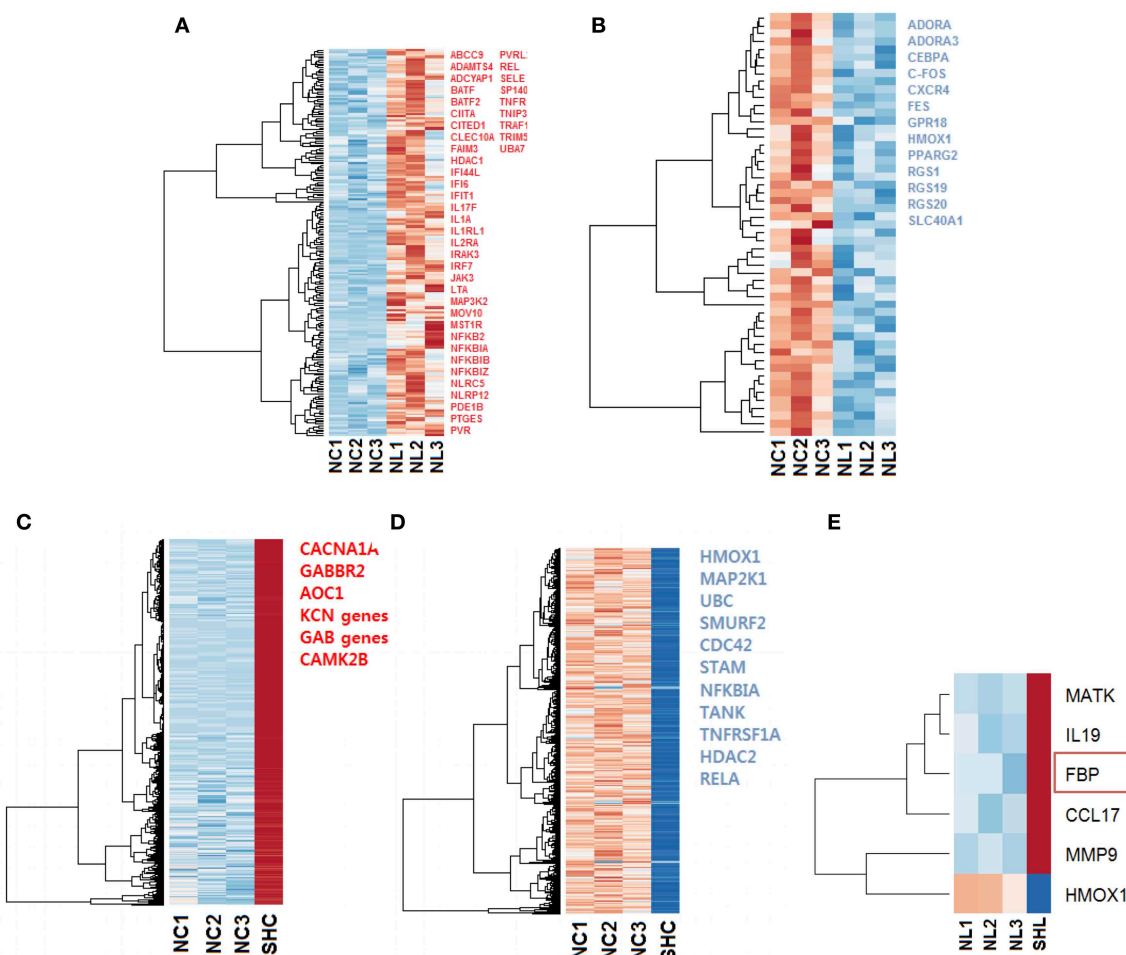 A
ABCC9 PVRL
ADAMTS4 REL
ADCYAP1 SELE
BATF SP140
BATF2 TNFR
CIITA TNIP3
CITED1 TRAF1
CLEC10A TRIM5
FAIM3 UBA7
HDAC1
IFI44L
IFI6
IFIT1
IL17F
IL1A
IL1RL1
IL2RA
IRAK3
IRF7
JAK3
LTA
MAP3K2
MOV10
MST1R
NFKB2
NFKBIA
NFKBIB
NFKBIZ
NLRC5
NLRP12
PDE1B
PTGES
PVR
NC1 NC2 NC3 NL1 NL2 NL3
B
ADORA
ADORA3
CEBPA
C-FOS
CXCR4
FES
GPR18
HMOX1
PPARG2
RGS1
RGS19
RGS20
SLC40A1
NC1 NC2 NC3 NL1 NL2 NL3
C
CACNA1A
GABBR2
AOC1
KCN genes
GAB genes
CAMK2B
NC1 NC2 NC3 SHC
D
HMOX1
MAP2K1
UBC
SMURF2
CDC42
STAM
NFKBIA
TANK
TNFRSF1A
HDAC2
RELA
NC1 NC2 NC3 SHC
E
MATK
IL19
FBP
CCL17
MMP9
HMOX1
NL1 NL2 NL3 SHL